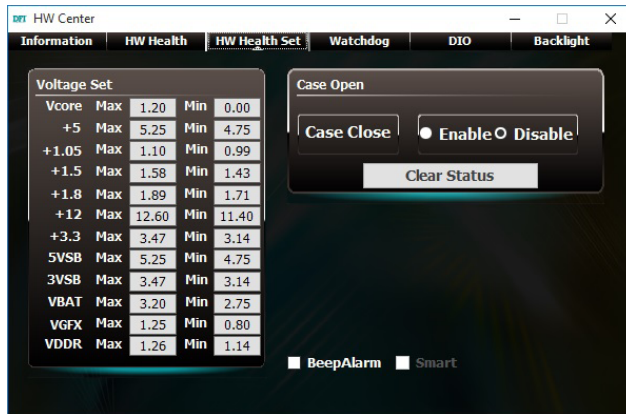 DFI HW Center
Information HW Health HW Health Set Watchdog DIO Backlight
Voltage Set
Vcore Max 1.20 Min 0.00
+5 Max 5.25 Min 4.75
+1.05 Max 1.10 Min 0.99
+1.5 Max 1.58 Min 1.43
+1.8 Max 1.89 Min 1.71
+12 Max 12.60 Min 11.40
+3.3 Max 3.47 Min 3.14
5VSB Max 5.25 Min 4.75
3VSB Max 3.47 Min 3.14
VBAT Max 3.20 Min 2.75
VGFX Max 1.25 Min 0.80
VDDR Max 1.26 Min 1.14
Case Open
Case Close Enable Disable
Clear Status
BeepAlarm Smart